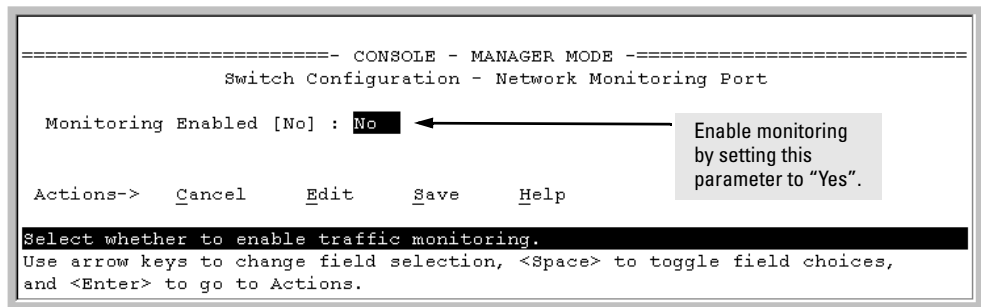 ==========================- CONSOLE - MANAGER MODE -============================
Switch Configuration - Network Monitoring Port
Monitoring Enabled [No] : No
Enable monitoring
by setting this
parameter to “Yes”.
Actions-> Cancel Edit Save Help
Select whether to enable traffic monitoring.
Use arrow keys to change field selection, <Space> to toggle field choices,
and <Enter> to go to Actions.